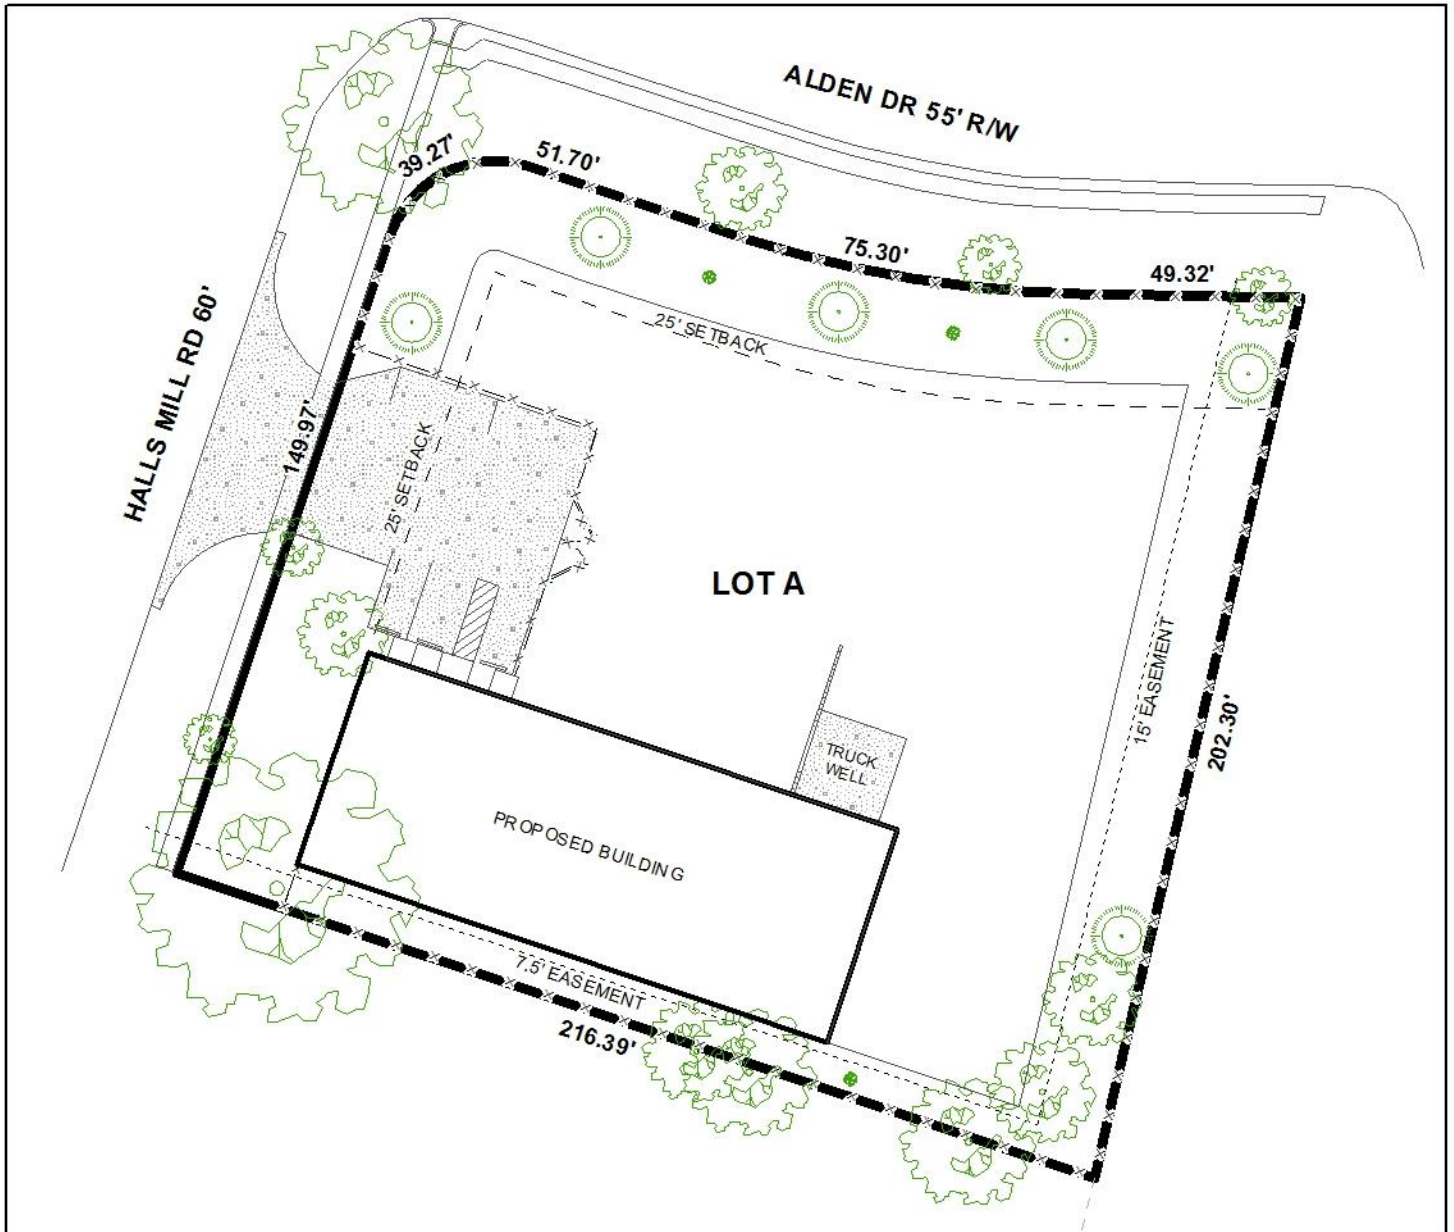 ALDEN DR 55' R/W
39.27'
51.70'
75.30'
49.32'
HALLS MILL RD 60'
25' SETBACK
149.97'
25' SETBACK
LOT A
15' EASEMENT
202.30'
TRUCK
WELL
PROPOSED BUILDING
7.5' EASEMENT
216.39'